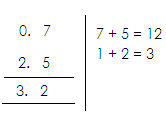 0. 7
2. 5
3. 2
7 + 5 = 12
1 + 2 = 3